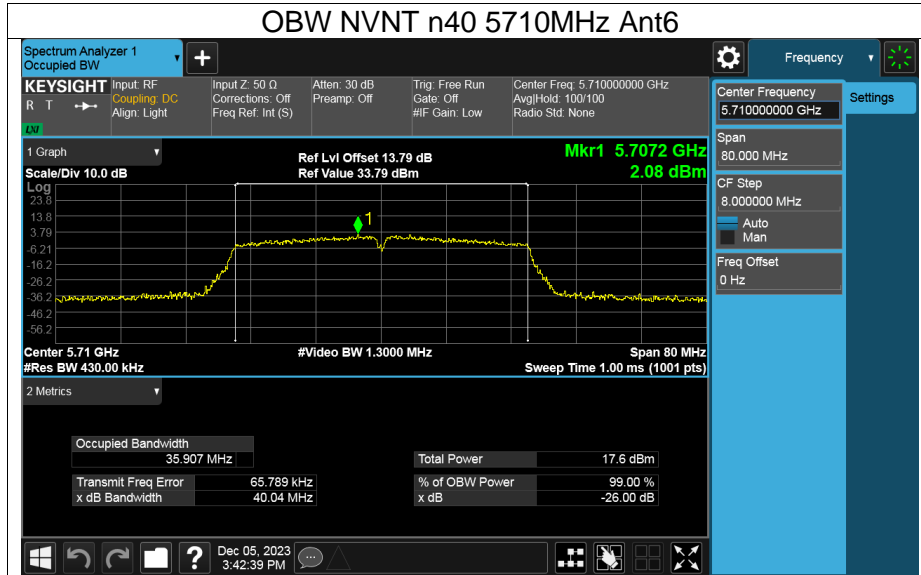 OBW NVNT n40 5710MHz Ant6
Spectrum Analyzer 1
Occupied BW
+
Frequency
KEYSIGHT
R T
LXI
Input: RF
Coupling: DC
Align: Light
Input Z: 50 Ω
Corrections: Off
Freq Ref: Int (S)
Atten: 30 dB
Preamp: Off
Trig: Free Run
Gate: Off
#IF Gain: Low
Center Freq: 5.710000000 GHz
Avg|Hold: 100/100
Radio Std: None
Center Frequency
5.710000000 GHz
Settings
Span
80.000 MHz
CF Step
8.000000 MHz
Auto
Man
Freq Offset
0 Hz
1 Graph
Ref Lvl Offset 13.79 dB
Mkr1 5.7072 GHz
Scale/Div 10.0 dB
Ref Value 33.79 dBm
2.08 dBm
Log
23.8
13.8
3.79
-6.21
-16.2
-26.2
-36.2
-46.2
-56.2
1
Center 5.71 GHz
#Video BW 1.3000 MHz
Span 80 MHz
#Res BW 430.00 kHz
Sweep Time 1.00 ms (1001 pts)
2 Metrics
Occupied Bandwidth
35.907 MHz
Total Power 17.6 dBm
Transmit Freq Error 65.789 kHz
% of OBW Power 99.00 %
x dB Bandwidth 40.04 MHz
x dB -26.00 dB
?
Dec 05, 2023
3:42:39 PM